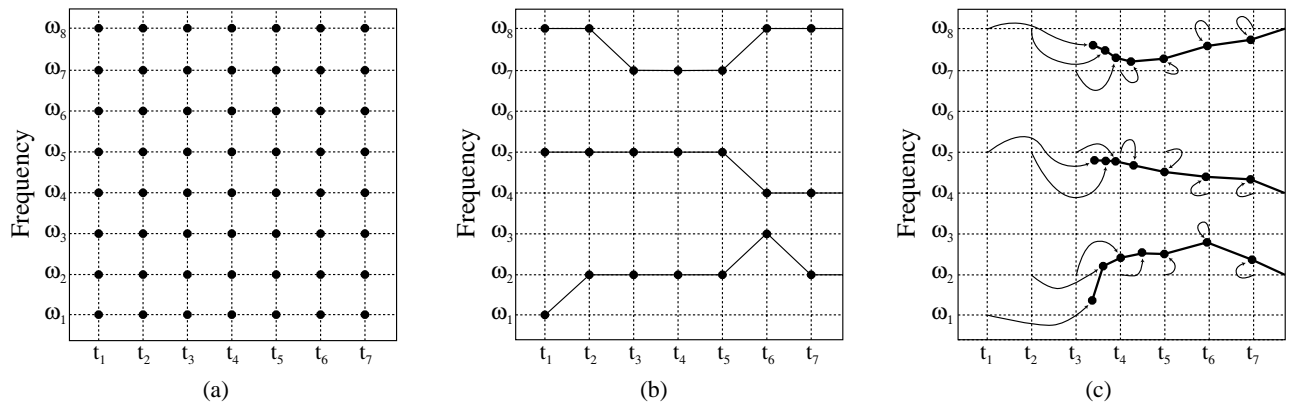 ω₈
ω₇
ω₆
ω₅
ω₄
ω₃
ω₂
ω₁
Frequency
t₁ t₂ t₃ t₄ t₅ t₆ t₇
(a)
ω₈
ω₇
ω₆
ω₅
ω₄
ω₃
ω₂
ω₁
Frequency
t₁ t₂ t₃ t₄ t₅ t₆ t₇
(b)
ω₈
ω₇
ω₆
ω₅
ω₄
ω₃
ω₂
ω₁
Frequency
t₁ t₂ t₃ t₄ t₅ t₆ t₇
(c)